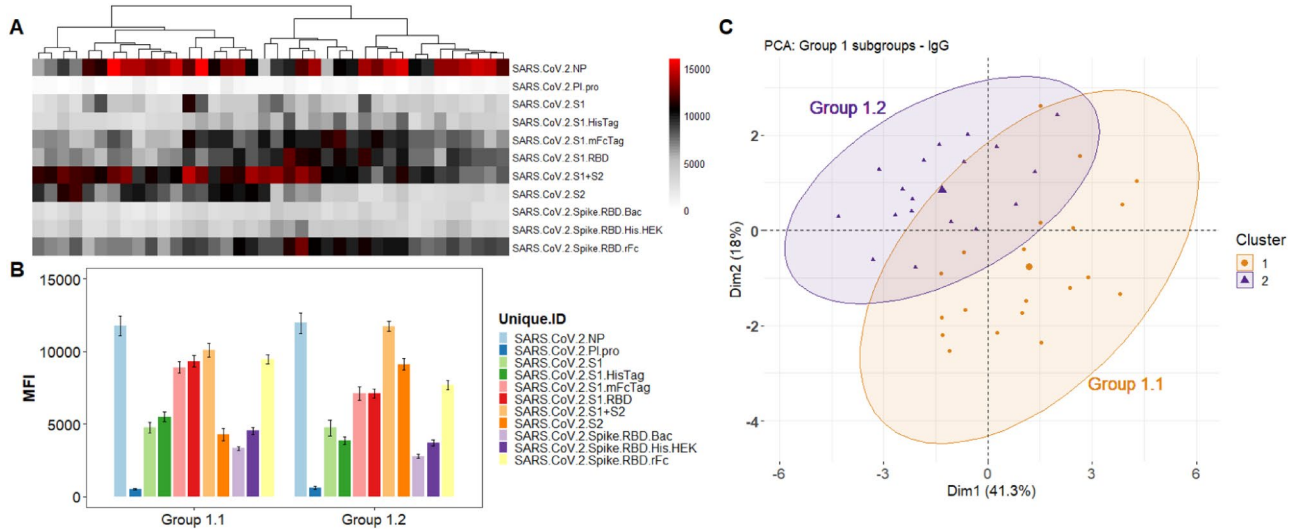 A
SARS.CoV.2.NP
SARS.CoV.2.Pl.pro
SARS.CoV.2.S1
SARS.CoV.2.S1.HisTag
SARS.CoV.2.S1.mFcTag
SARS.CoV.2.S1.RBD
SARS.CoV.2.S1+S2
SARS.CoV.2.S2
SARS.CoV.2.Spike.RBD.Bac
SARS.CoV.2.Spike.RBD.His.HEK
SARS.CoV.2.Spike.RBD.rFc
15000
10000
5000
0
B
15000
10000
5000
0
MFI
Group 1.1
Group 1.2
Unique.ID
SARS.CoV.2.NP
SARS.CoV.2.Pl.pro
SARS.CoV.2.S1
SARS.CoV.2.S1.HisTag
SARS.CoV.2.S1.mFcTag
SARS.CoV.2.S1.RBD
SARS.CoV.2.S1+S2
SARS.CoV.2.S2
SARS.CoV.2.Spike.RBD.Bac
SARS.CoV.2.Spike.RBD.His.HEK
SARS.CoV.2.Spike.RBD.rFc
C
PCA: Group 1 subgroups - IgG
Group 1.2
Group 1.1
2
0
-2
-4
Dim2 (18%)
-6
-3
0
3
6
Dim1 (41.3%)
Cluster
1
2